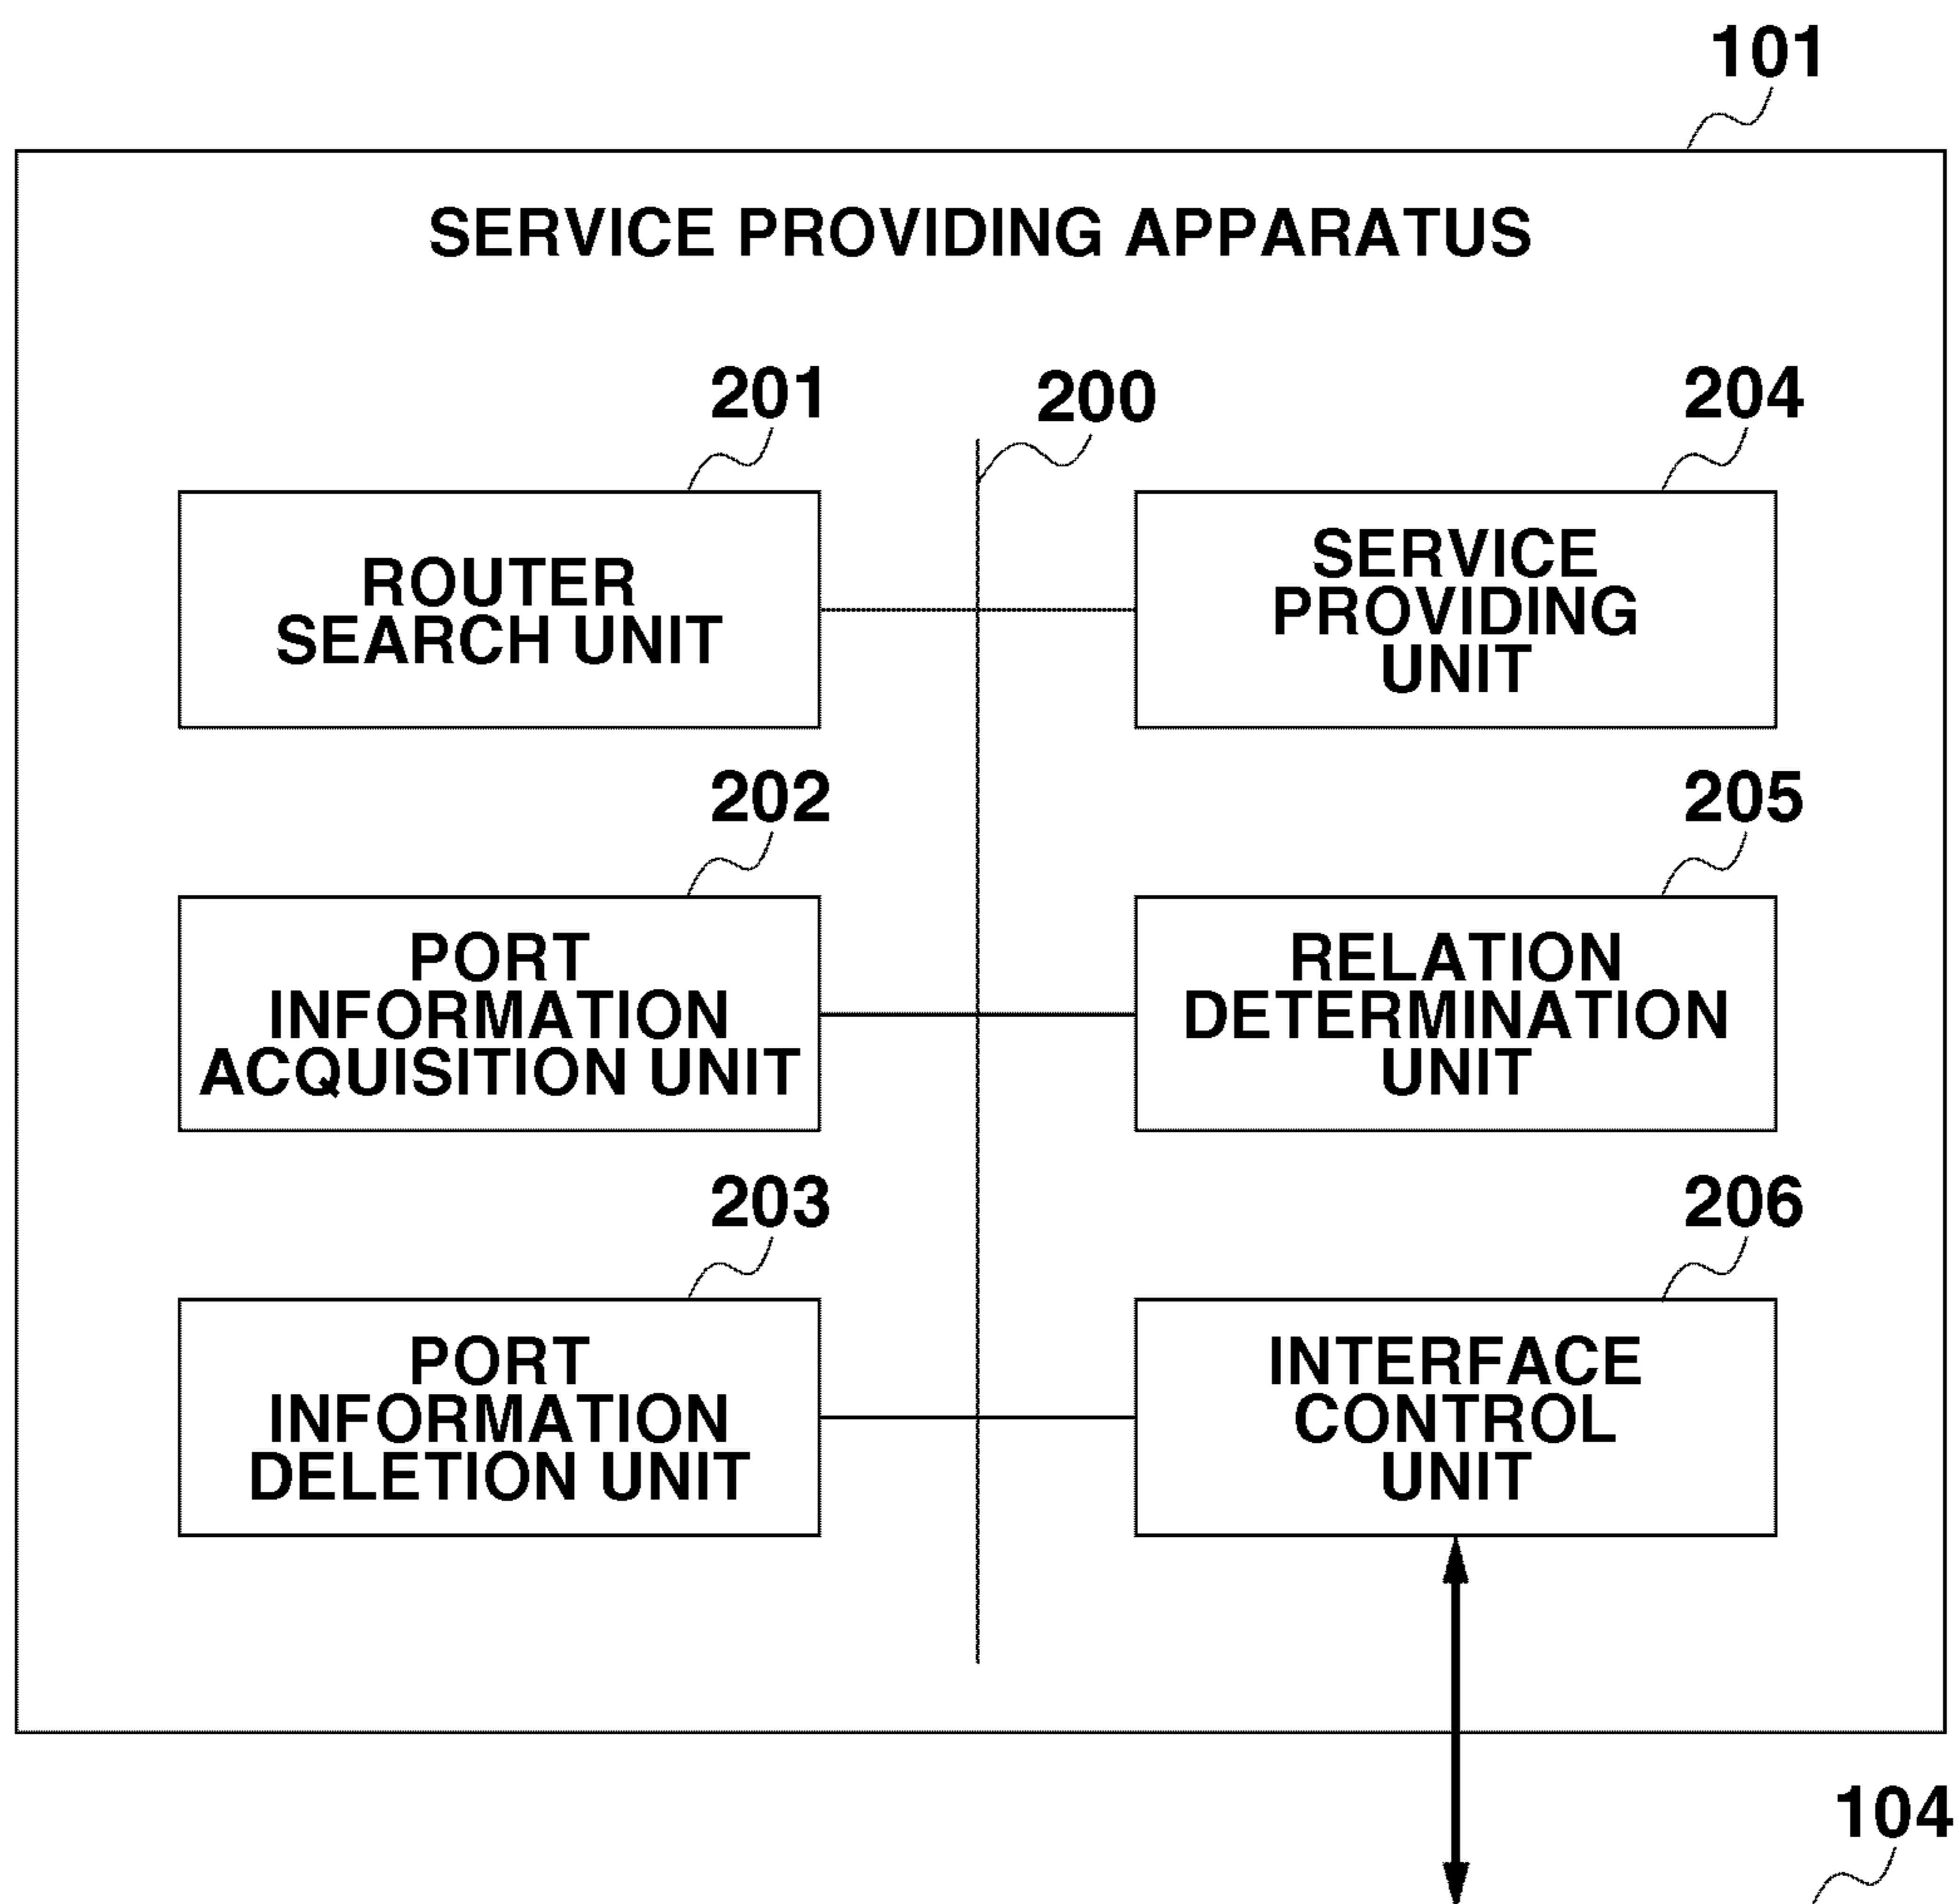 101
SERVICE PROVIDING APPARATUS
201
200
204
ROUTER
SEARCH UNIT
SERVICE
PROVIDING
UNIT
202
205
PORT
INFORMATION
ACQUISITION UNIT
RELATION
DETERMINATION
UNIT
203
206
PORT
INFORMATION
DELETION UNIT
INTERFACE
CONTROL
UNIT
104